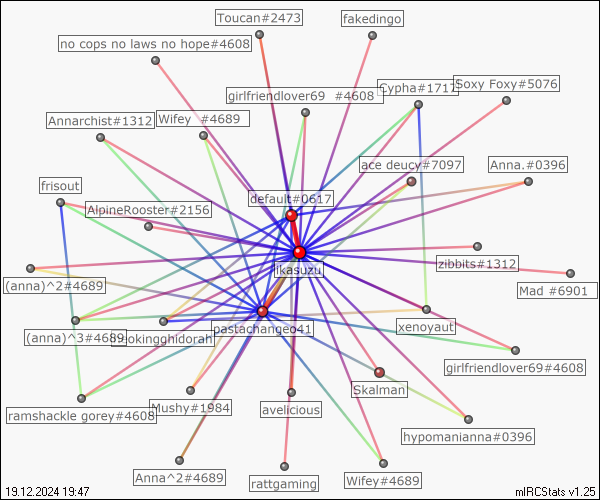 Toucan#2473
fakedingo
no cops no laws no hope#4608
Soxy Foxy#5076
Cypha#1717
girlfriendlover69 #4608
Annarchist#1312
Wifey #4689
ace deucy#7097
Anna.#0396
frisout
default#0617
AlpineRooster#2156
zibbits#1312
jikasuzu
(anna)^2#4689
Mad #6901
pastachangeo41
xenoyaut
(anna)^3#4689
girlfriendlover69#4608
Skalman
ramshackle gorey#4608
Mushy#1984
avelicious
hypomanianna#0396
Anna^2#4689
rattgaming
Wifey#4689
19.12.2024 19:47
mIRCStats v1.25